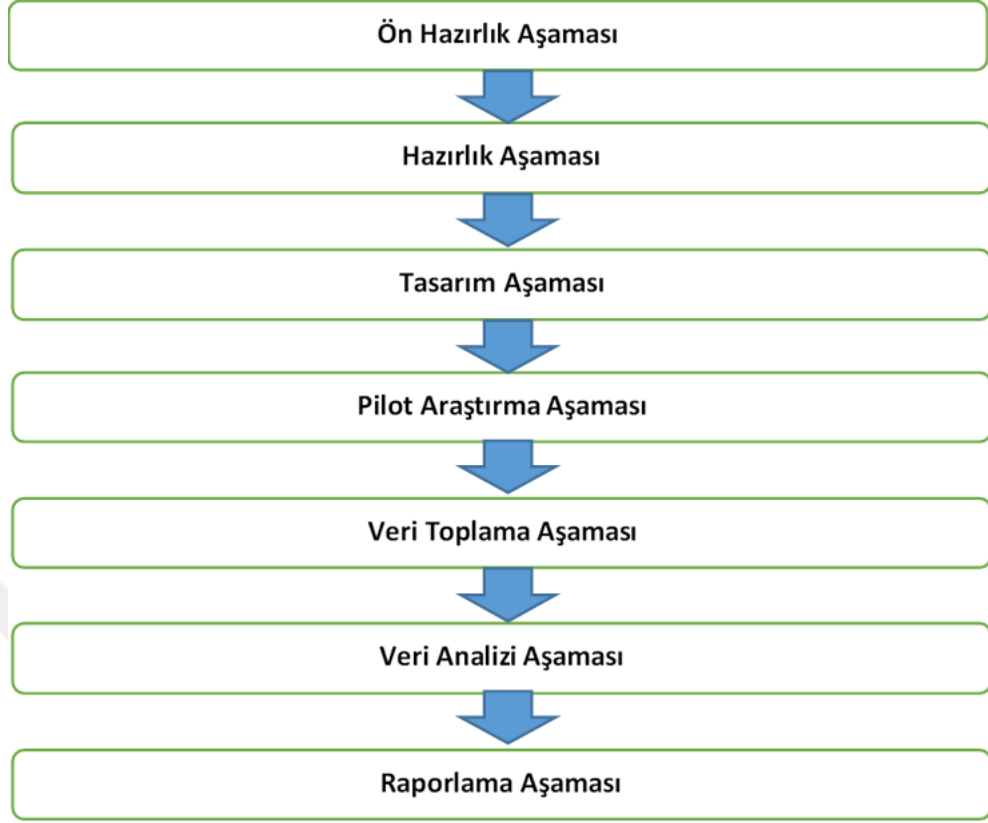 Ön Hazırlık Aşaması
Hazırlık Aşaması
Tasarım Aşaması
Pilot Araştırma Aşaması
Veri Toplama Aşaması
Veri Analizi Aşaması
Raporlama Aşaması